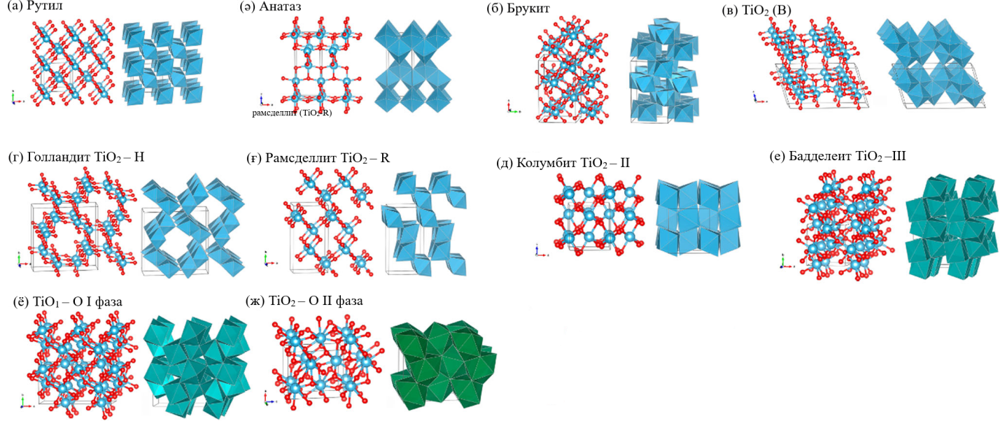 (а) Рутил
(ә) Анатаз
(б) Брукит
(в) TiO₂ (B)
рамсделлит (TiO₂-R)
(г) Голландит TiO₂ – H
(ғ) Рамсделлит TiO₂ – R
(д) Колумбит TiO₂ – II
(е) Бадделеит TiO₂ –III
(ё) TiO₁ – O I фаза
(ж) TiO₂ – O II фаза